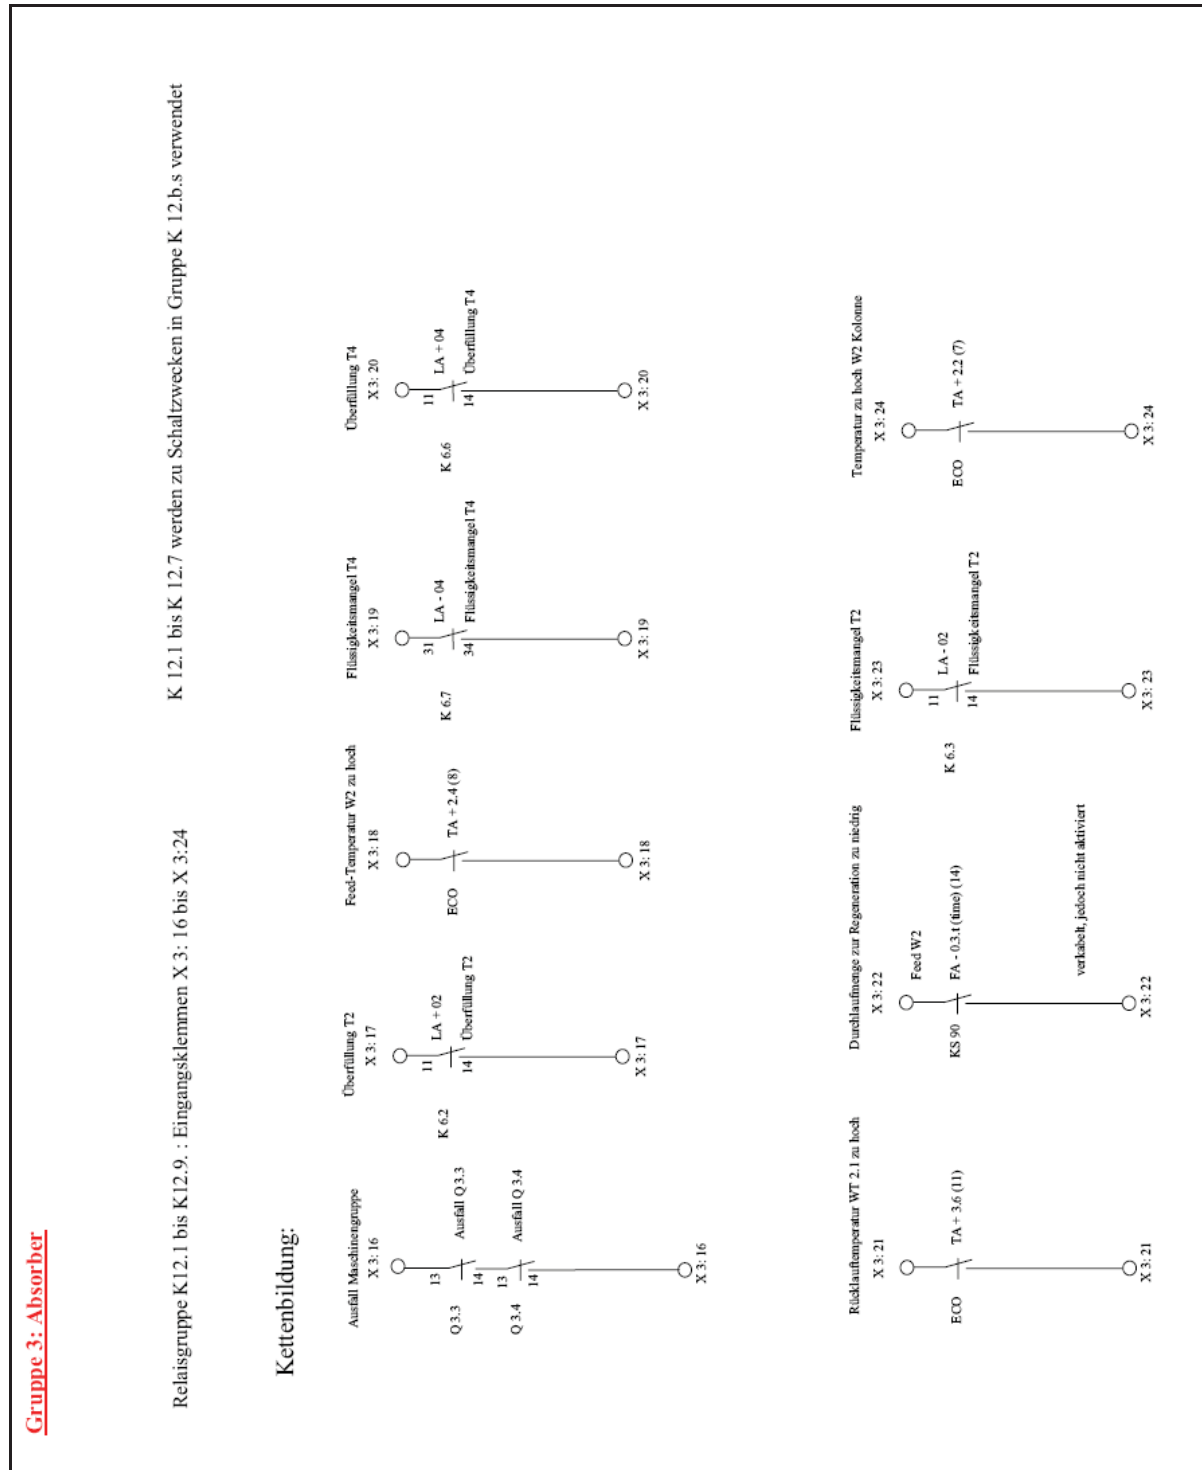 Gruppe 3: Absorber
Relaisgruppe K12.1 bis K12.9. : Eingangsklemmen X 3: 16 bis X 3:24
K 12.1 bis K 12.7 werden zu Schaltzwecken in Gruppe K 12.b.s verwendet
Kettenbildung:
Ausfall Maschinengruppe
X 3: 16
13
Ausfall Q 3.3
Q 3.3
14
13
Ausfall Q 3.4
Q 3.4
14
X 3: 16
Überfüllung T2
X 3: 17
11
LA + 02
K 6.2
14
Überfüllung T2
X 3: 17
Feed-Temperatur W2 zu hoch
X 3: 18
TA + 2.4 (8)
ECO
X 3: 18
Flüssigkeitsmangel T4
X 3: 19
31
LA - 04
K 6.7
34
Flüssigkeitsmangel T4
X 3: 19
Überfüllung T4
X 3: 20
11
LA + 04
K 6.6
14
Überfüllung T4
X 3: 20
Rücklauftemperatur WT 2.1 zu hoch
X 3: 21
TA + 3.6 (11)
ECO
X 3: 21
Durchlaufmenge zur Regeneration zu niedrig
X 3: 22
Feed W2
KS 90
FA - 0.3.t (time) (14)
verkabelt, jedoch nicht aktiviert
X 3: 22
Flüssigkeitsmangel T2
X 3: 23
11
LA - 02
K 6.3
14
Flüssigkeitsmangel T2
X 3: 23
Temperatur zu hoch W2 Kolonne
X 3: 24
TA + 2.2 (7)
ECO
X 3: 24